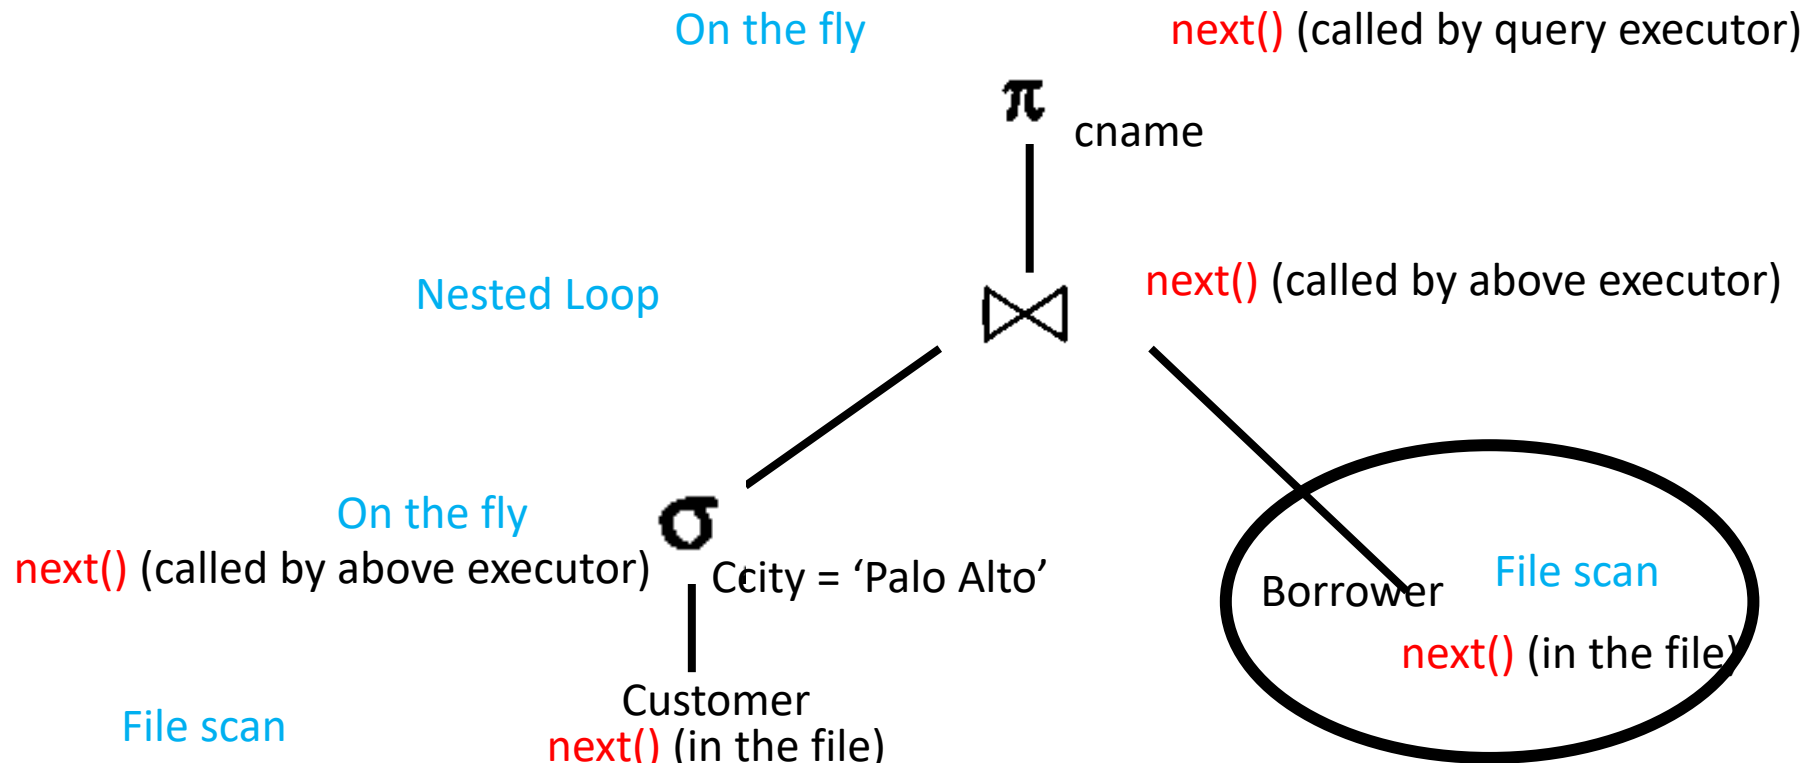 On the fly
next() (called by query executor)
π
cname
Nested Loop
next() (called by above executor)
⋈
On the fly
next() (called by above executor)
σ
Ccity = ‘Palo Alto’
Borrower
File scan
next() (in the file)
Customer
File scan
next() (in the file)